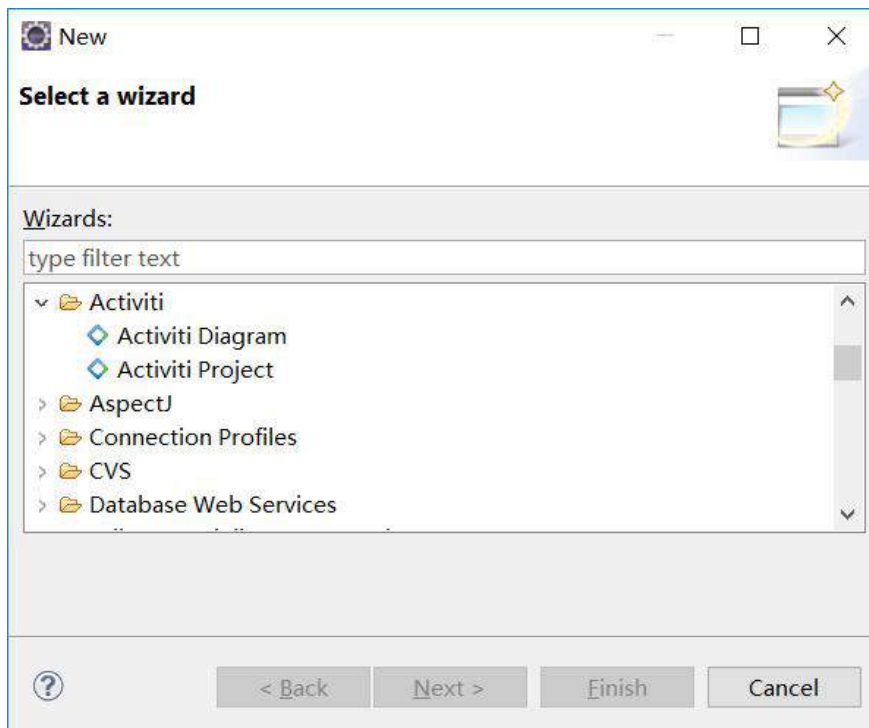 New
Select a wizard
Wizards:
type filter text
Activiti
Activiti Diagram
Activiti Project
AspectJ
Connection Profiles
CVS
Database Web Services
?
< Back
Next >
Finish
Cancel